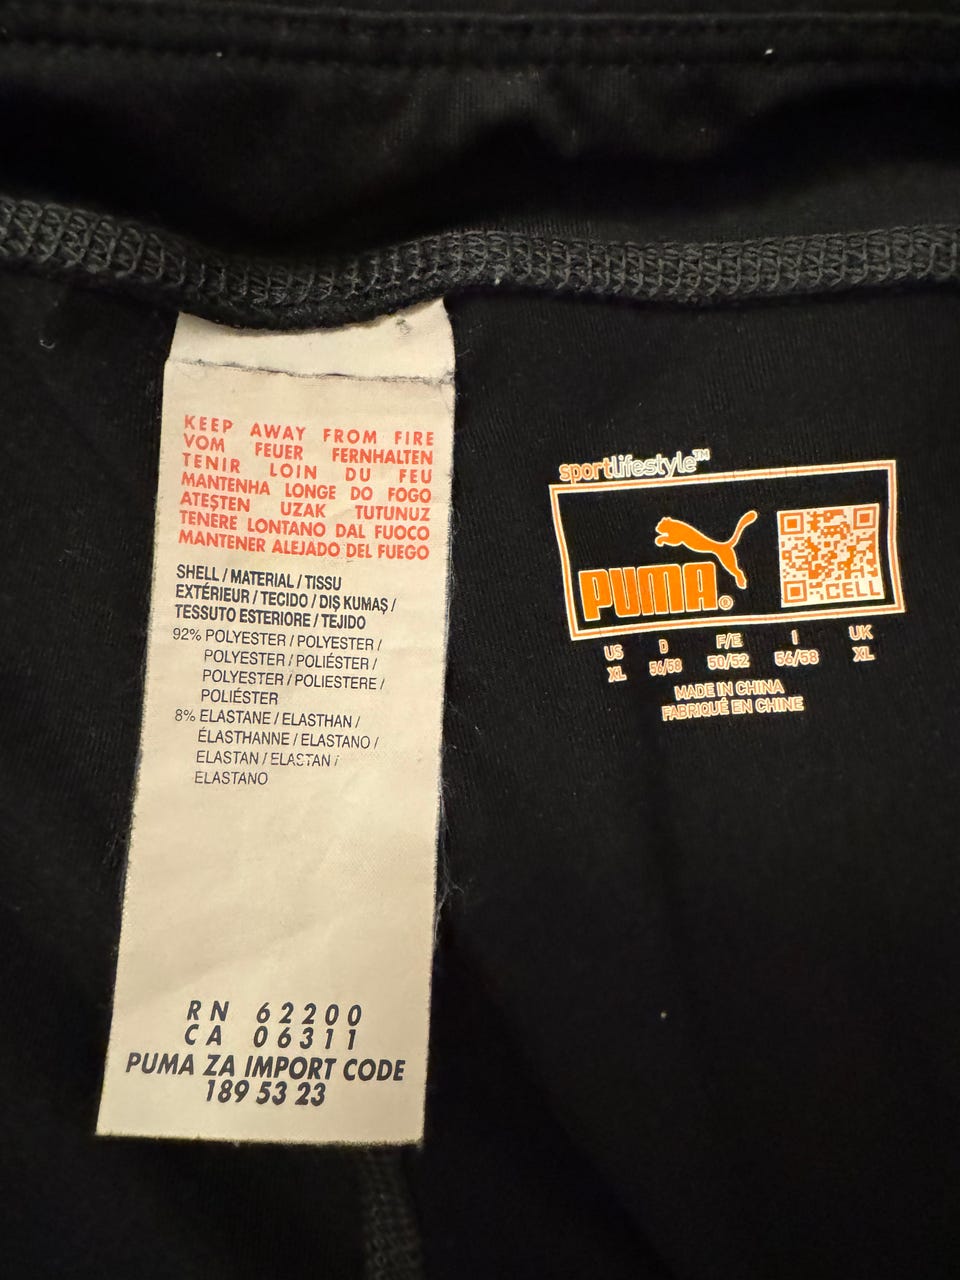 KEEP AWAY FROM FIRE
VOM FEUER FERNHALTEN
TENIR LOIN DU FEU
MANTENHA LONGE DO FOGO
ATEŞTEN UZAK TUTUNUZ
TENERE LONTANO DAL FUOCO
MANTENER ALEJADO DEL FUEGO
SHELL / MATERIAL / TISSU
EXTÉRIEUR / TECIDO / DIŞ KUMAŞ /
TESSUTO ESTERIORE / TEJIDO
92% POLYESTER / POLYESTER /
POLYESTER / POLIÉSTER /
POLYESTER / POLIESTERE /
POLIÉSTER
8% ELASTANE / ELASTHAN /
ÉLASTHANNE / ELASTANO /
ELASTAN / ELASTAN /
ELASTANO
RN 62200
CA 06311
PUMA ZA IMPORT CODE
189 53 23
sportlifestyle™
PUMA®
CELL
US D F/E I UK
XL 56/58 50/52 56/58 XL
MADE IN CHINA
FABRIQUÉ EN CHINE